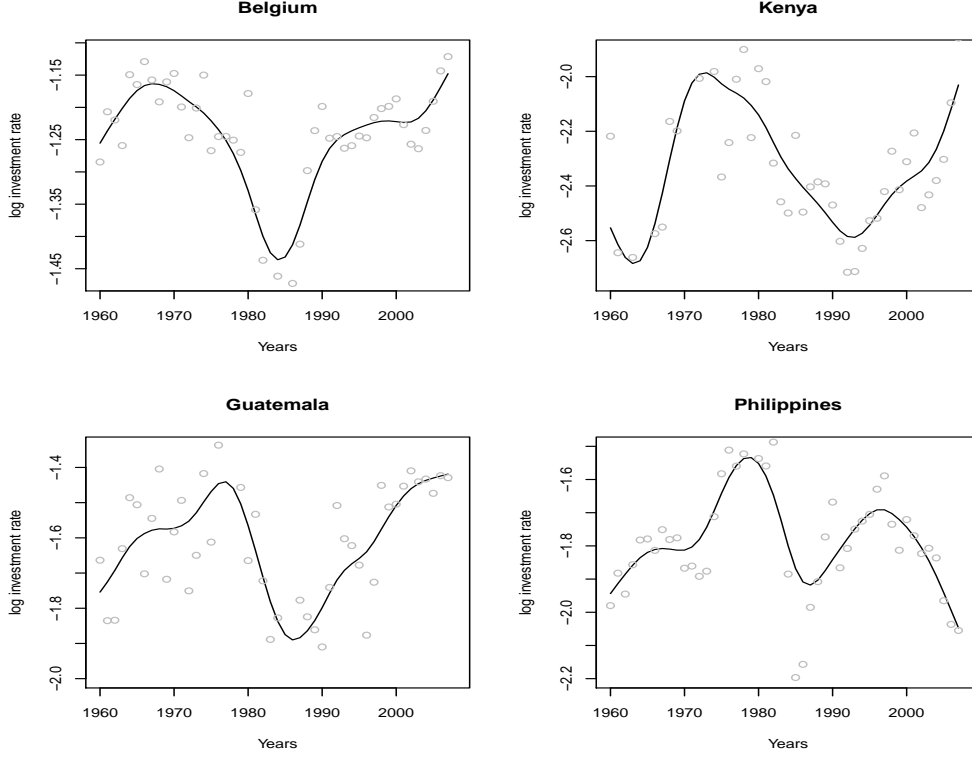 Belgium
log investment rate
−1.15
−1.25
−1.35
−1.45
1960 1970 1980 1990 2000
Years
Kenya
log investment rate
−2.0
−2.2
−2.4
−2.6
1960 1970 1980 1990 2000
Years
Guatemala
log investment rate
−1.4
−1.6
−1.8
−2.0
1960 1970 1980 1990 2000
Years
Philippines
log investment rate
−1.6
−1.8
−2.0
−2.2
1960 1970 1980 1990 2000
Years